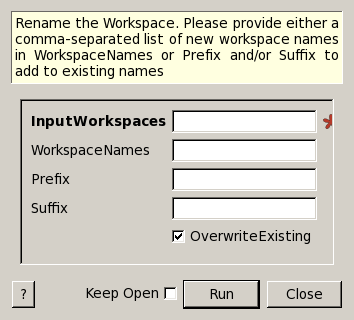 Rename the Workspace. Please provide either a
comma-separated list of new workspace names
in WorkspaceNames or Prefix and/or Suffix to
add to existing names
InputWorkspaces *
WorkspaceNames
Prefix
Suffix
OverwriteExisting
? Keep Open Run Close